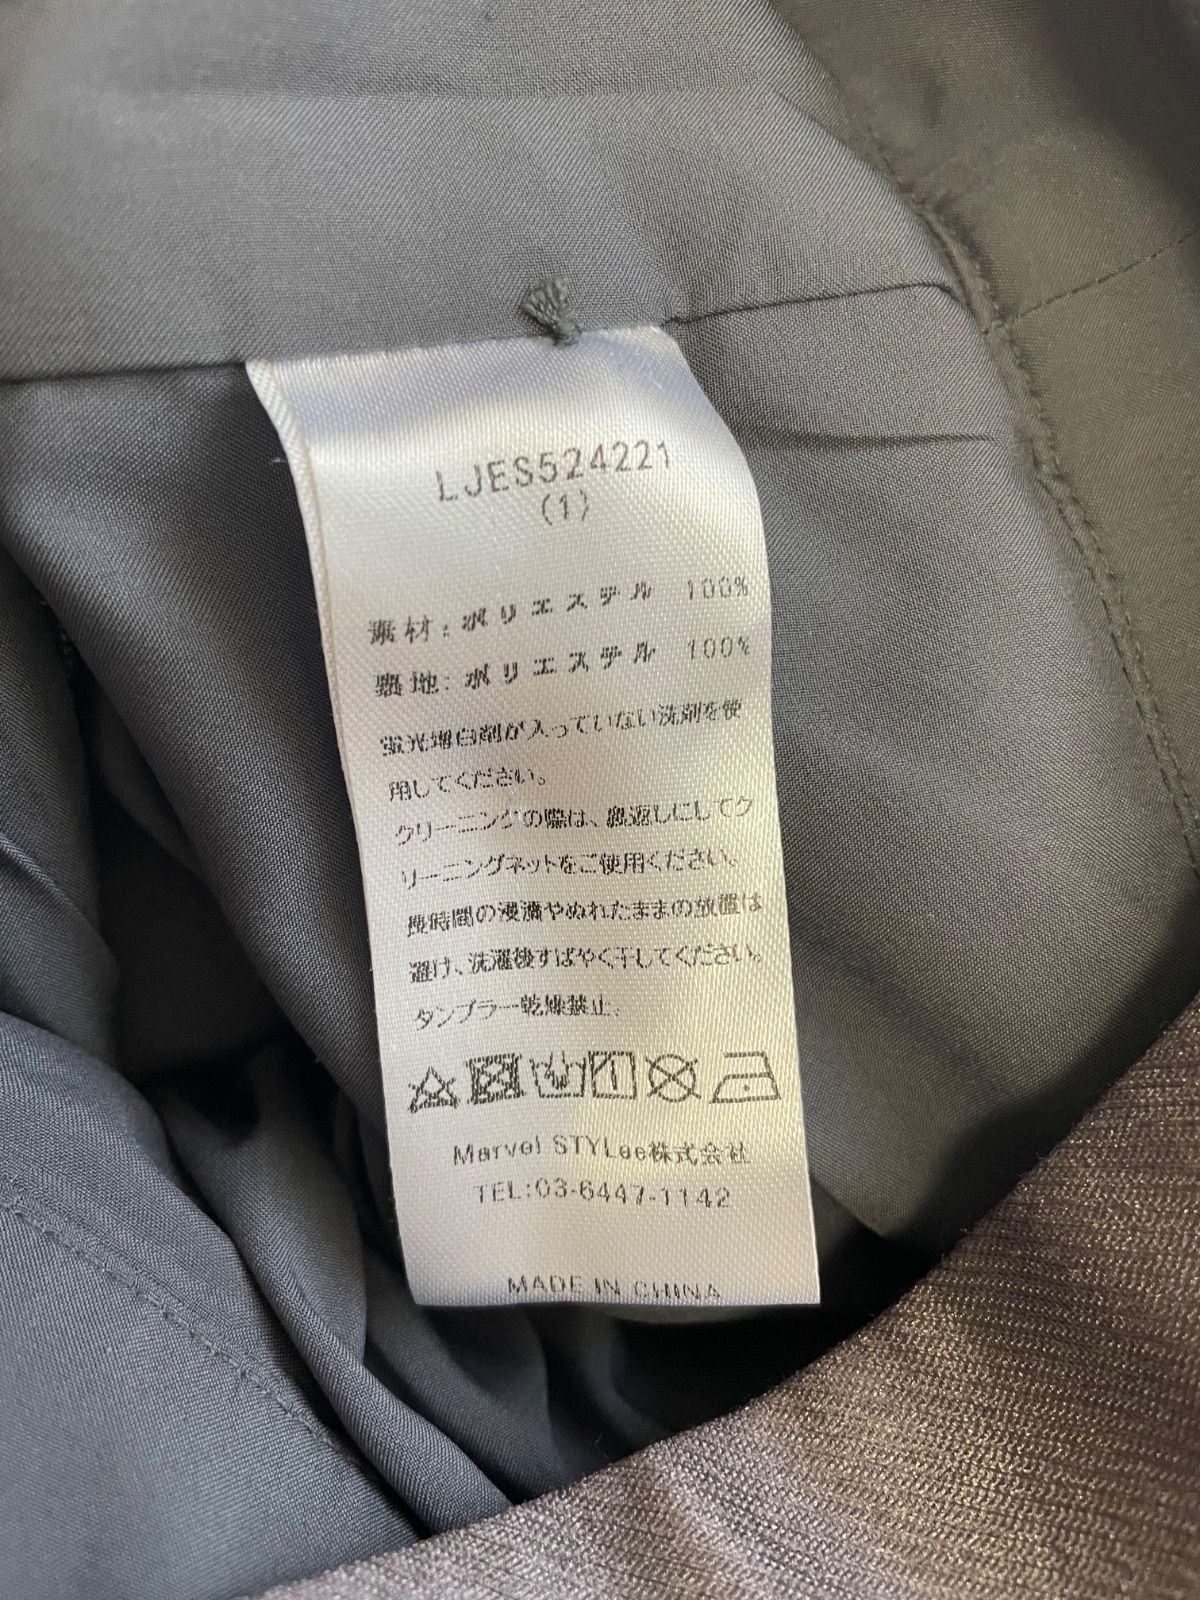 LJES524221
(1)
素材:ポリエステル 100%
裏地:ポリエステル 100%
蛍光増白剤が入っていない洗剤を使
用してください。
クリーニングの際は、裏返しにしてク
リーニングネットをご使用ください。
長時間の浸漬やぬれたままの放置は
避け、洗濯後すばやく干してください。
タンブラー乾燥禁止.
Marvel STYLee株式会社
TEL:03-6447-1142
MADE IN CHINA